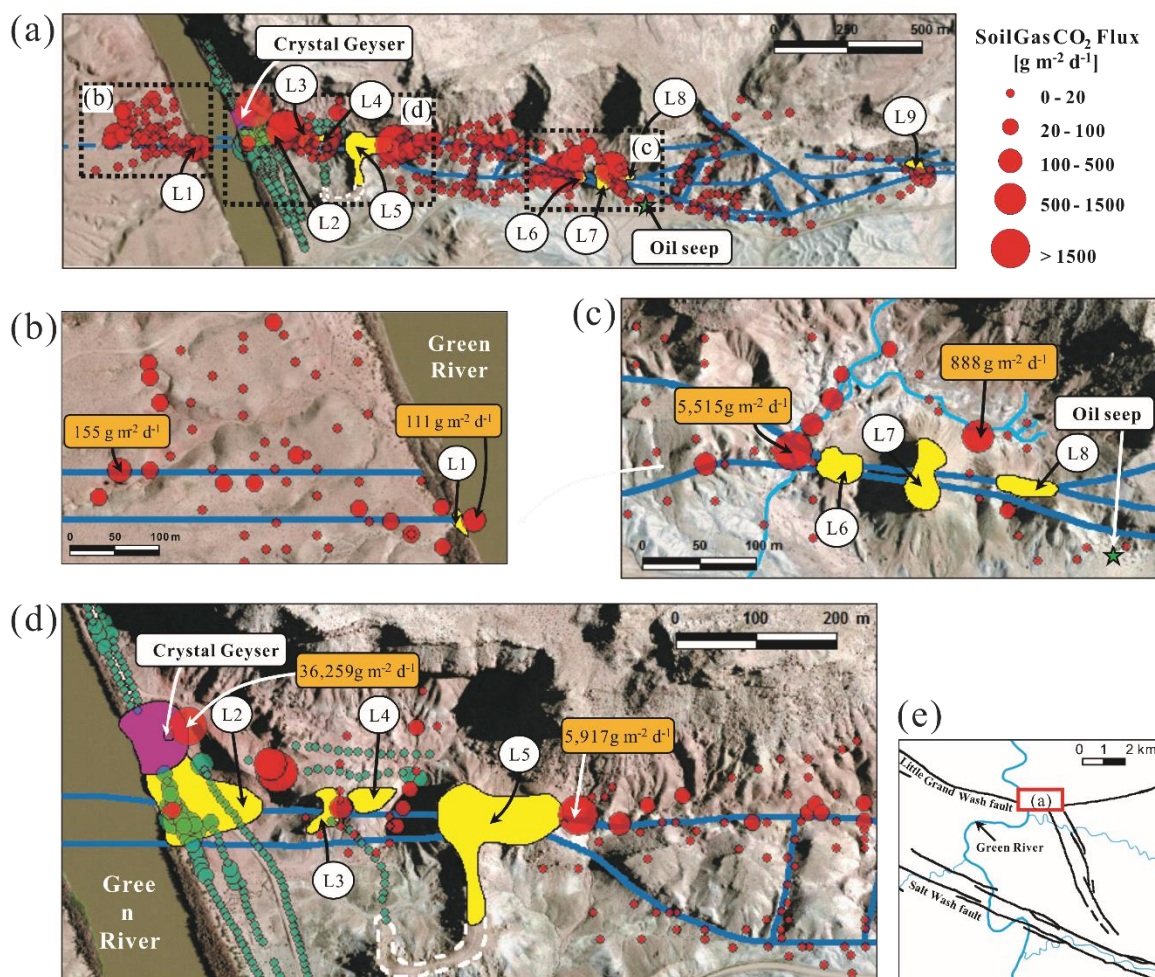 (a)
Crystal Geyser
L3
L4
(b)
(d)
L1
L2
L5
L6
L7
(c)
L8
L9
Oil seep
0 250 500 m
Soil Gas CO2 Flux
[g m-2 d-1]
0 - 20
20 - 100
100 - 500
500 - 1500
> 1500
(b)
Green
River
155 g m-2 d-1
111 g m-2 d-1
L1
0 50 100 m
(c)
5,515g m-2 d-1
888 g m-2 d-1
Oil seep
L7
L8
L6
0 50 100 m
(d)
0 100 200 m
Crystal Geyser
36,259g m-2 d-1
L2
L4
L5
5,917g m-2 d-1
L3
Gree
n
River
(e)
0 1 2 km
Little Grand Wash fault
(a)
Green River
Salt Wash fault